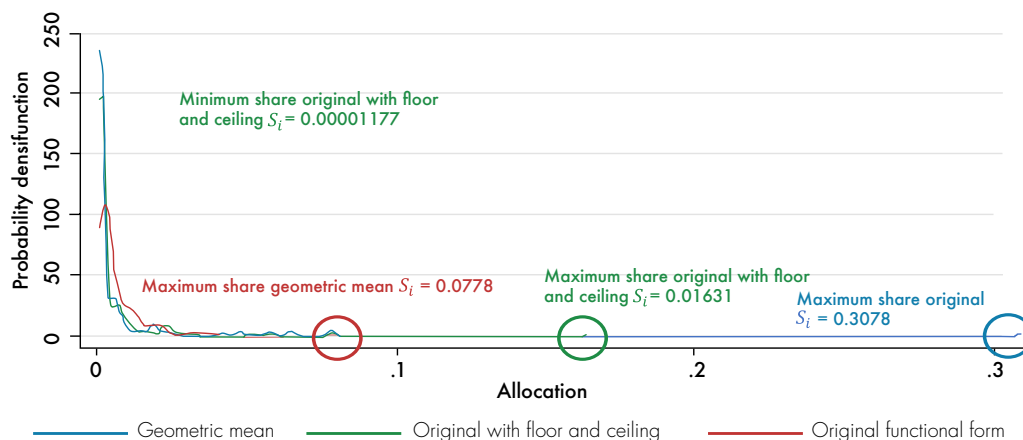 250
200
150
100
50
0
Probability densifunction
Minimum share original with floor
and ceiling Si = 0.00001177
Maximum share geometric mean Si = 0.0778
Maximum share original with floor
and ceiling Si = 0.01631
Maximum share original
Si = 0.3078
0 .1 .2 .3
Allocation
Geometric mean Original with floor and ceiling Original functional form